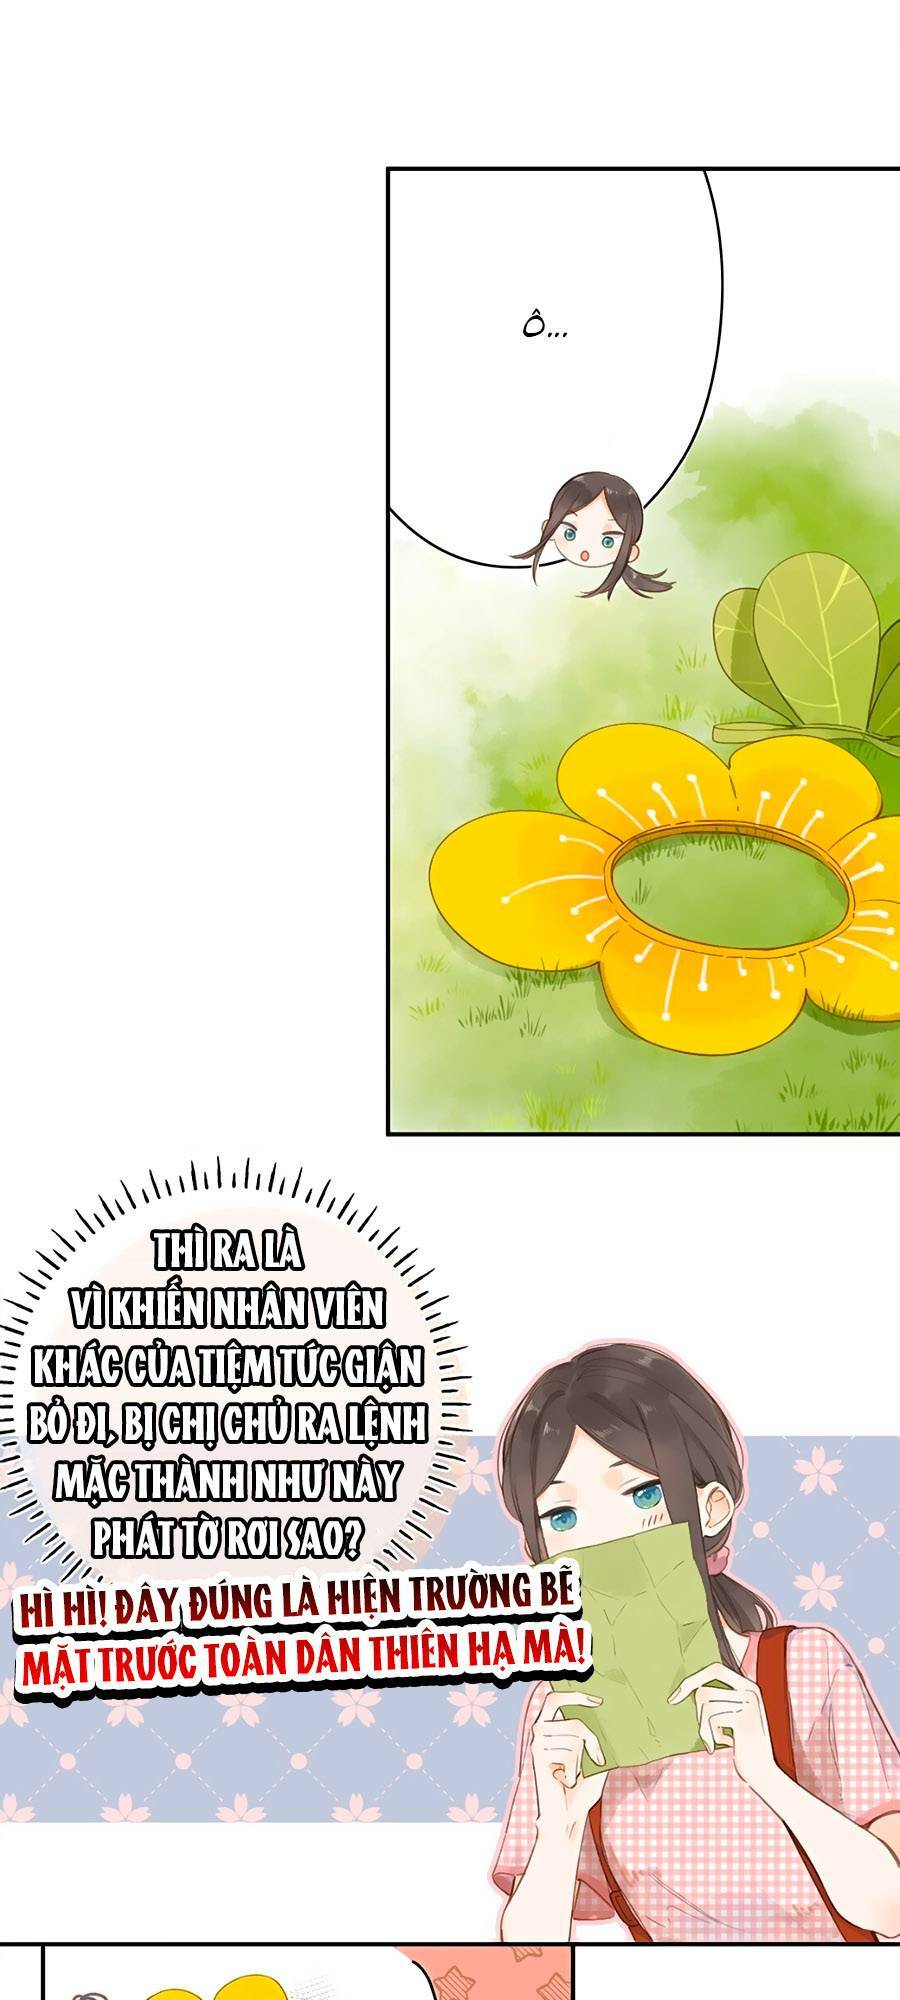 Ồ...
THÌ RA LÀ
VÌ KHIẾN NHÂN VIÊN
KHÁC CỦA TIỆM TỨC GIẬN
BỎ ĐI, BỊ CHỊ CHỦ RA LỆNH
MẶC THÀNH NHƯ NÀY
PHÁT TỜ RƠI SAO?
HÌ HÌ! ĐÂY ĐÚNG LÀ HIỆN TRƯỜNG BẼ
MẶT TRƯỚC TOÀN DÂN THIÊN HẠ MÀ!